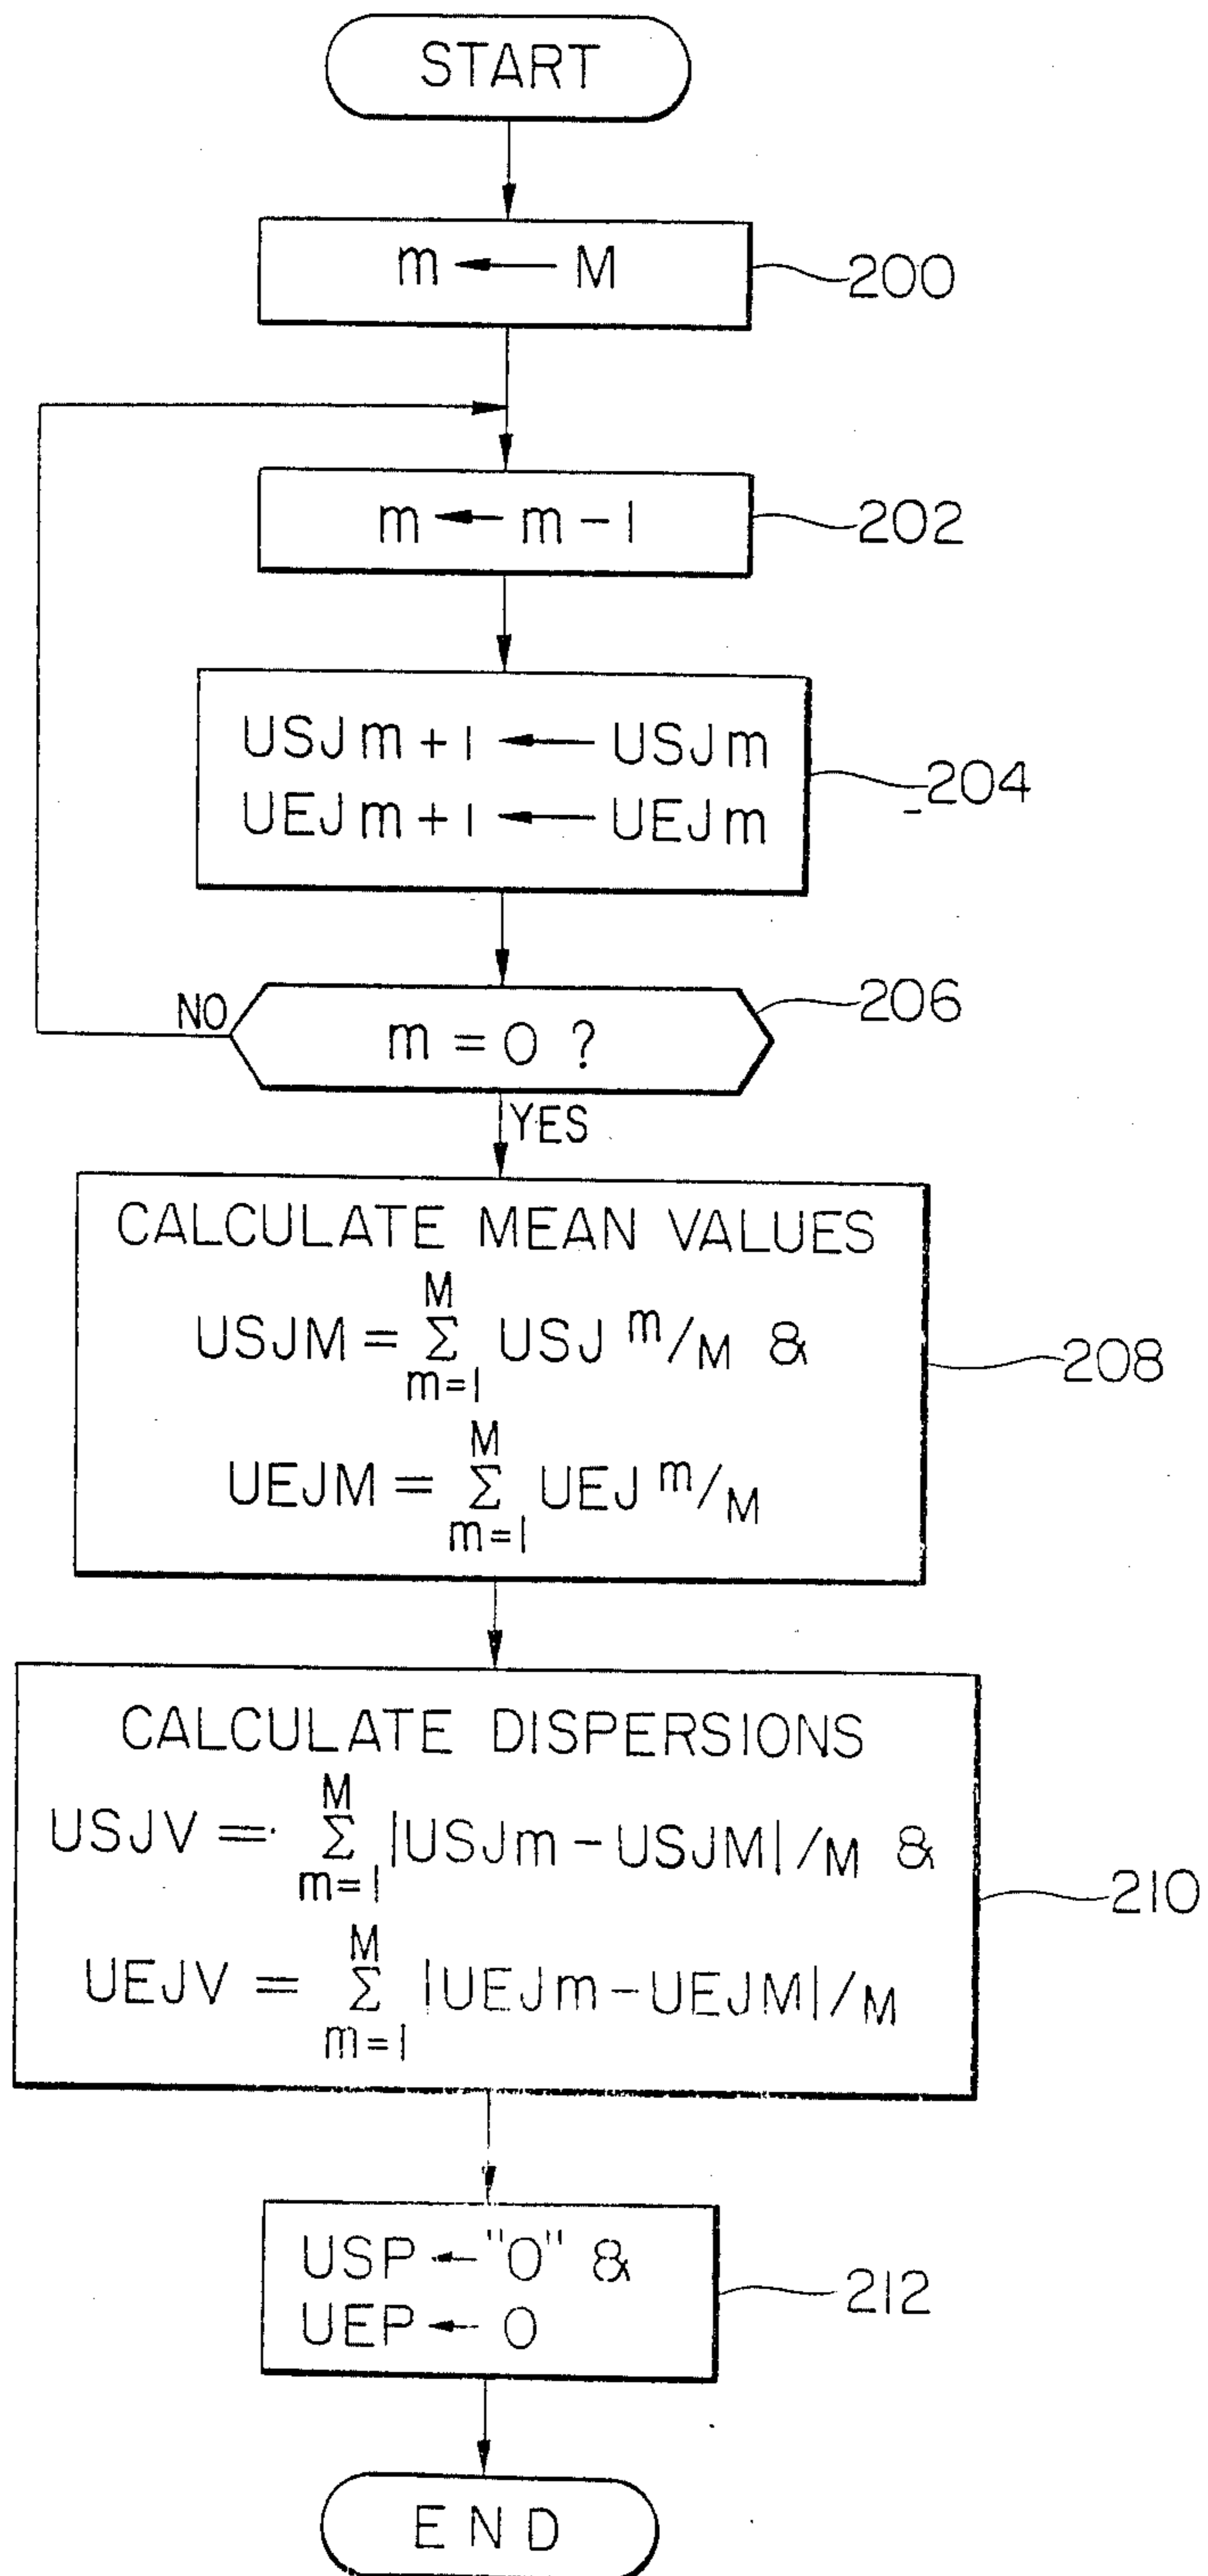 START
m ← M
200
m ← m - 1
202
USJm+1 ← USJm
UEJm+1 ← UEJm
204
206
NO
m = 0 ?
YES
CALCULATE MEAN VALUES
M
USJM = Σ USJ m/M &
m=1
208
M
UEJM = Σ UEJ m/M
m=1
CALCULATE DISPERSIONS
M
USJV = Σ |USJm - USJM| /M &
m=1
210
M
UEJV = Σ |UEJm - UEJM| /M
m=1
USP ← "0" &
UEP ← 0
212
END